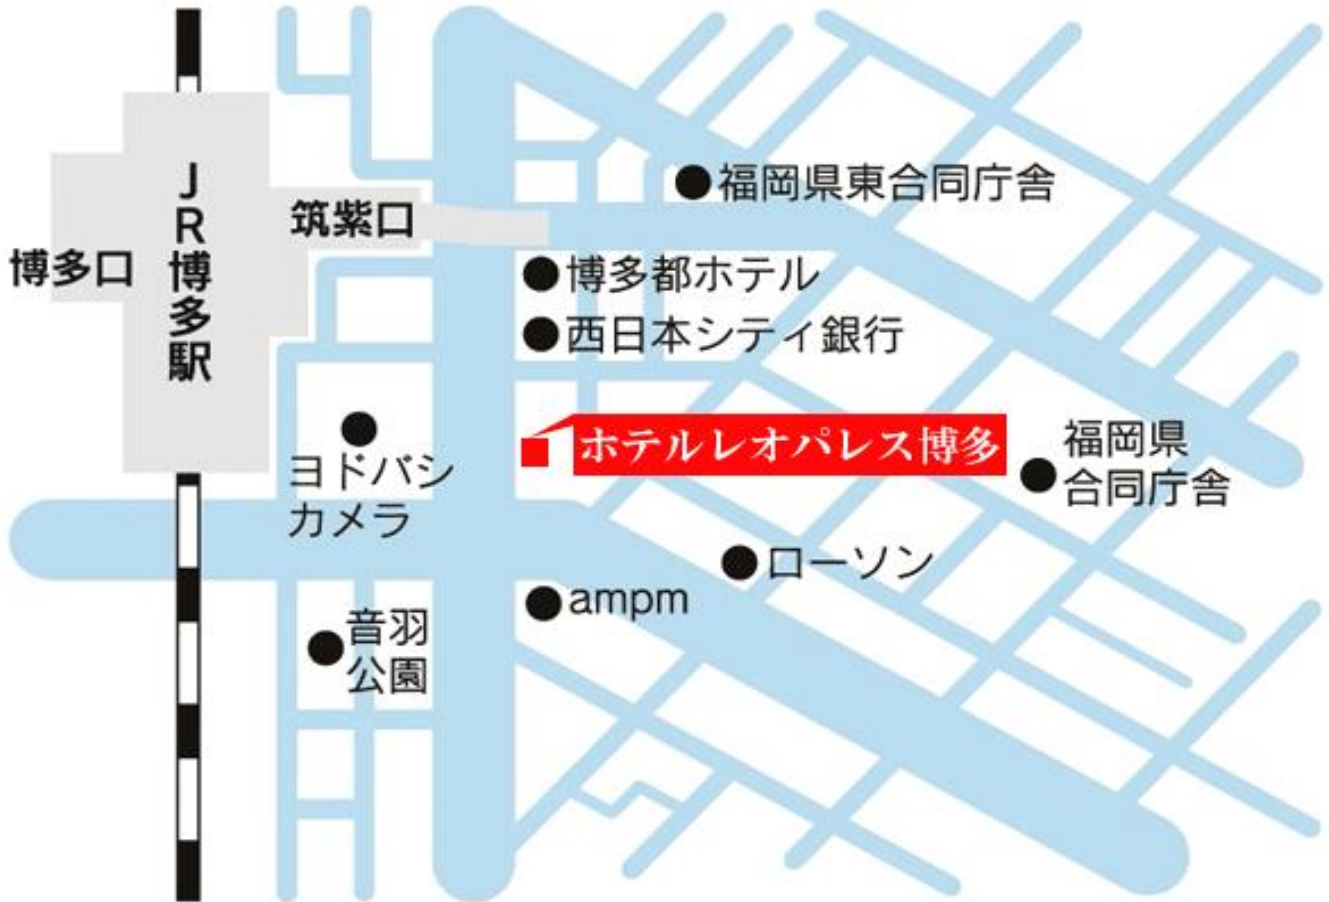 JR博多駅
福岡県東合同庁舎
筑紫口
博多口
博多都ホテル
西日本シティ銀行
ホテルレオパレス博多
福岡県
合同庁舎
ヨドバシ
カメラ
ローソン
ampm
音羽
公園